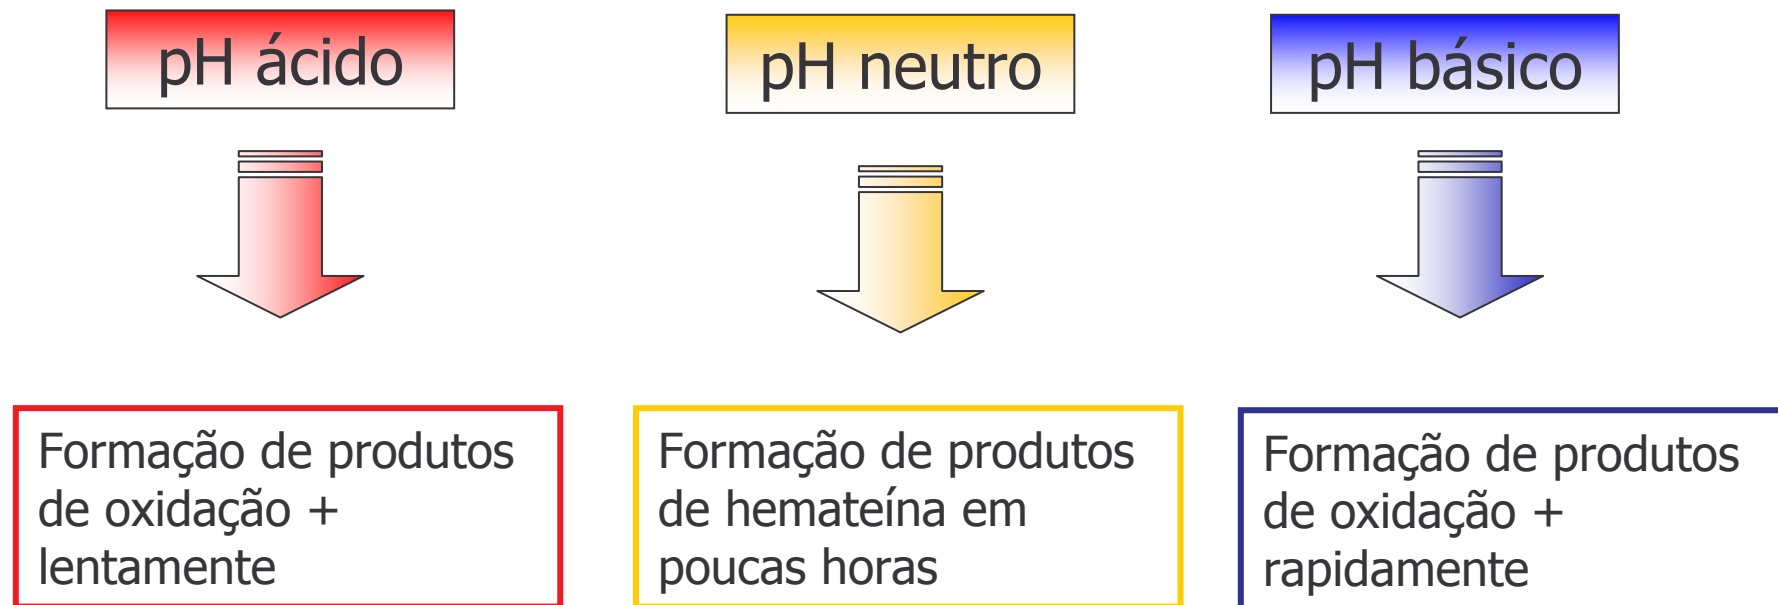 pH ácido
pH neutro
pH básico
Formação de produtos
de oxidação +
lentamente
Formação de produtos
de hemateína em
poucas horas
Formação de produtos
de oxidação +
rapidamente